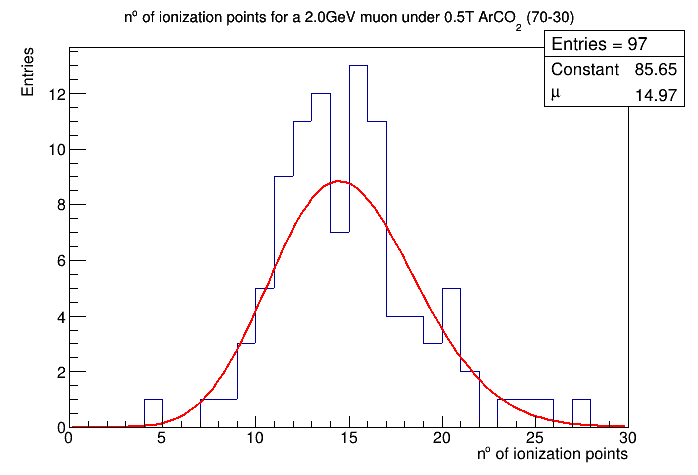 nº of ionization points for a 2.0GeV muon under 0.5T ArCO2 (70-30)
Entries = 97
Constant 85.65
μ 14.97
Entries
12
10
8
6
4
2
0
0 5 10 15 20 25 30
nº of ionization points